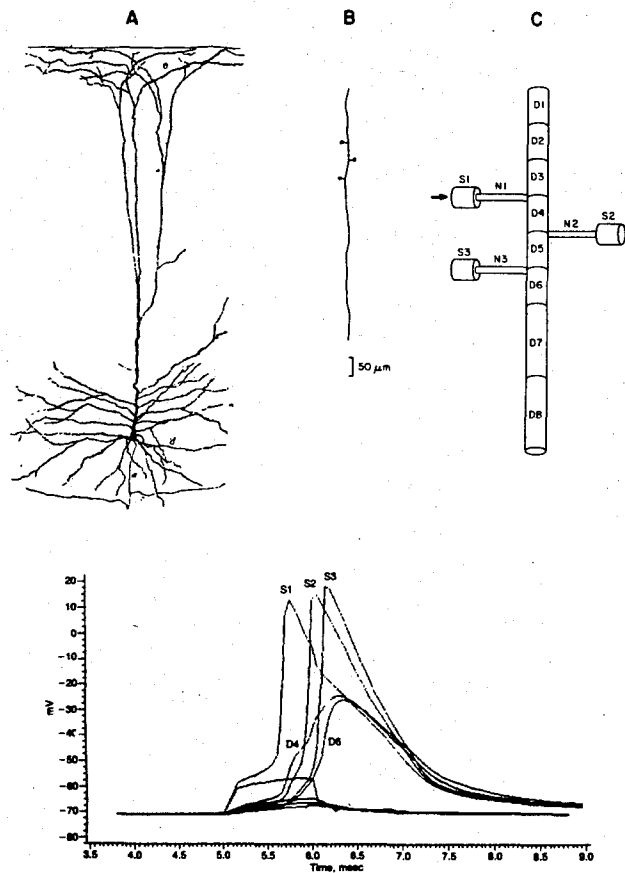 A B C
D1
D2
D3
S1 N1 D4
N2 S2
S3 N3 D5
D6
D7
D8
50 µm
20
10
0
-10
-20
-30
-4
-50
-60
-70
-80
mV
S1 S2 S3
D4 D6
3.5 4.0 4.5 5.0 5.5 6.0 6.5 7.0 7.5 8.0 8.5 9.0
Time, msec